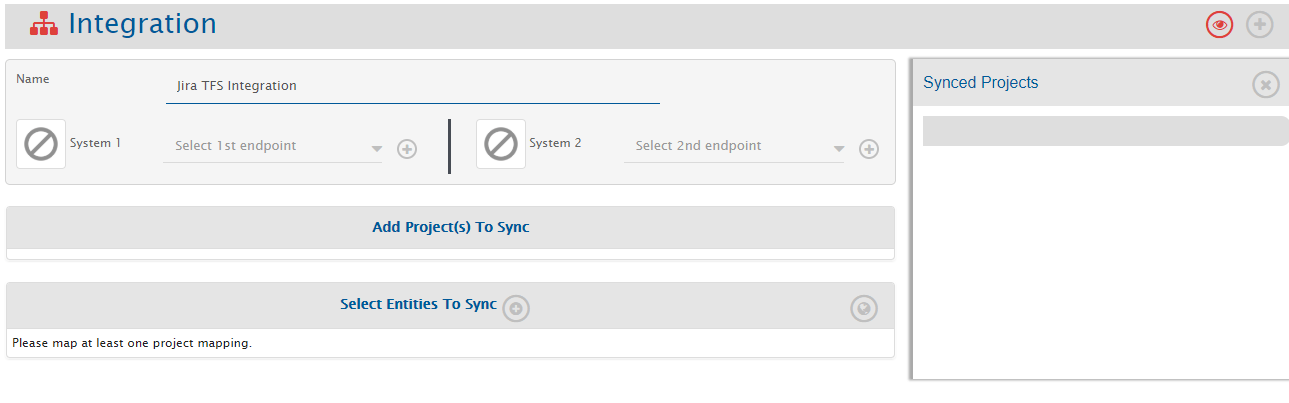 Integration
Name
Jira TFS Integration
System 1
Select 1st endpoint
System 2
Select 2nd endpoint
Add Project(s) To Sync
Select Entities To Sync
Please map at least one project mapping.
Synced Projects